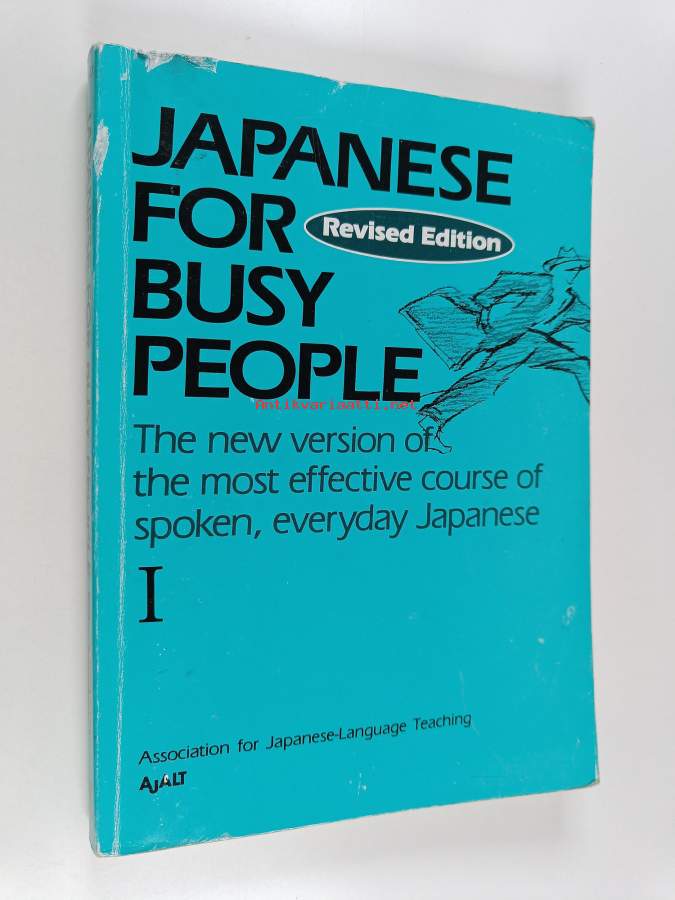 JAPANESE
FOR
Revised Edition
BUSY
PEOPLE
Antikvariaatti.net
The new version of
the most effective course of
spoken, everyday Japanese
I
Association for Japanese-Language Teaching
AJALT